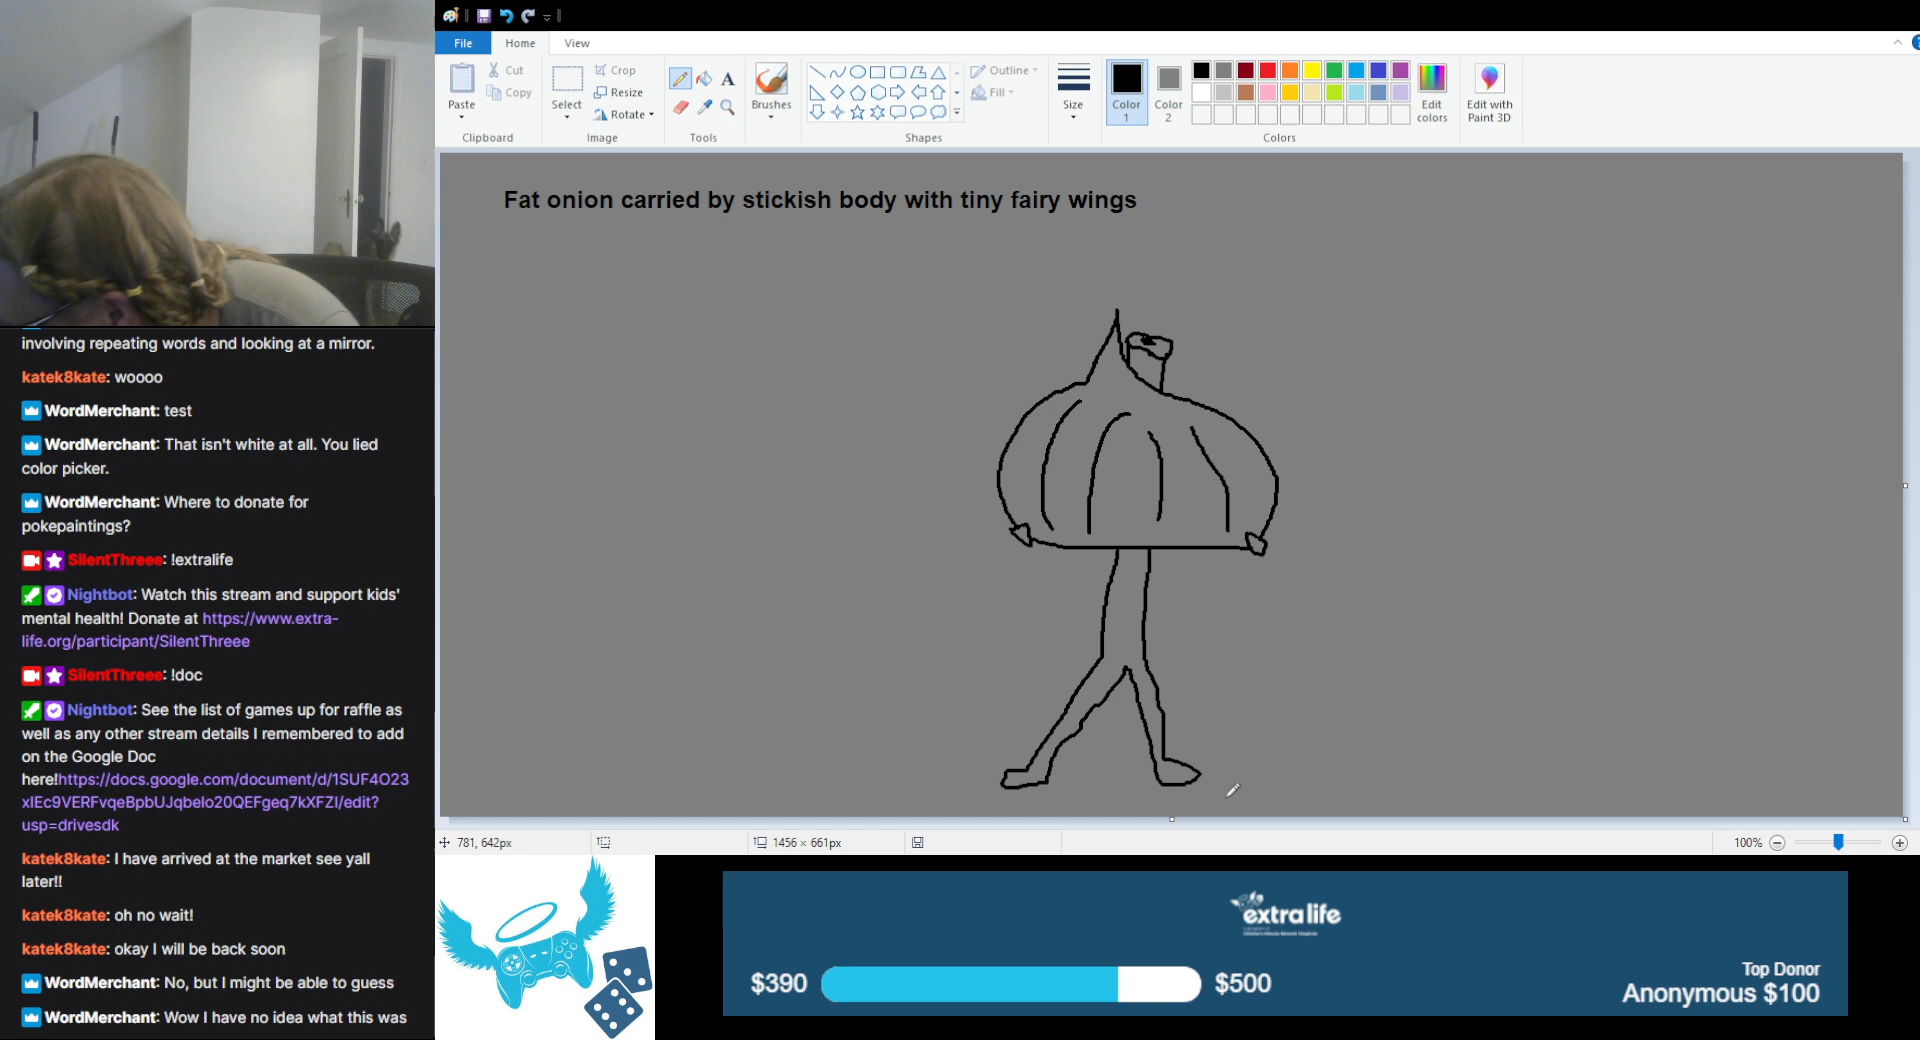 File Home View
Paste
Cut
Copy
Clipboard
Select
Crop
Resize
Rotate
Image
A
Tools
Brushes
Shapes
Outline
Fill
Size
Color 1
Color 2
Edit colors
Colors
Edit with Paint 3D
Fat onion carried by stickish body with tiny fairy wings
involving repeating words and looking at a mirror.
katek8kate: woooo
WordMerchant: test
WordMerchant: That isn't white at all. You lied
color picker.
WordMerchant: Where to donate for
pokepaintings?
SilentThreee: !extralife
Nightbot: Watch this stream and support kids'
mental health! Donate at https://www.extra-
life.org/participant/SilentThreee
SilentThreee: !doc
Nightbot: See the list of games up for raffle as
well as any other stream details I remembered to add
on the Google Doc
here!https://docs.google.com/document/d/1SUF4O23
xIEc9VERFvqeBpbUJqbelo20QEFgeq7kXFZI/edit?
usp=drivesdk
katek8kate: I have arrived at the market see yall
later!!
katek8kate: oh no wait!
katek8kate: okay I will be back soon
WordMerchant: No, but I might be able to guess
WordMerchant: Wow I have no idea what this was
781, 642px
1456 × 661px
100%
extralife
$390
$500
Top Donor
Anonymous $100